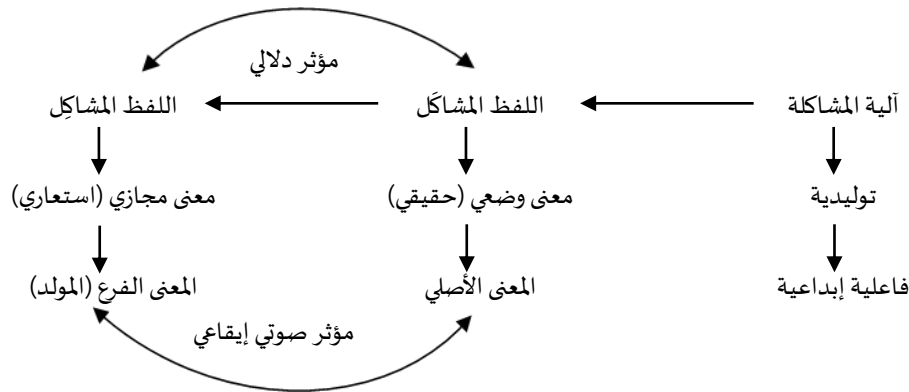 مؤثر دلالي
آلية المشاكلة
اللفظ المشاكَل
اللفظ المشاكِل
توليدية
معنى وضعي (حقيقي)
معنى مجازي (استعاري)
فاعلية إبداعية
المعنى الأصلي
المعنى الفرع (المولد)
مؤثر صوتي إيقاعي